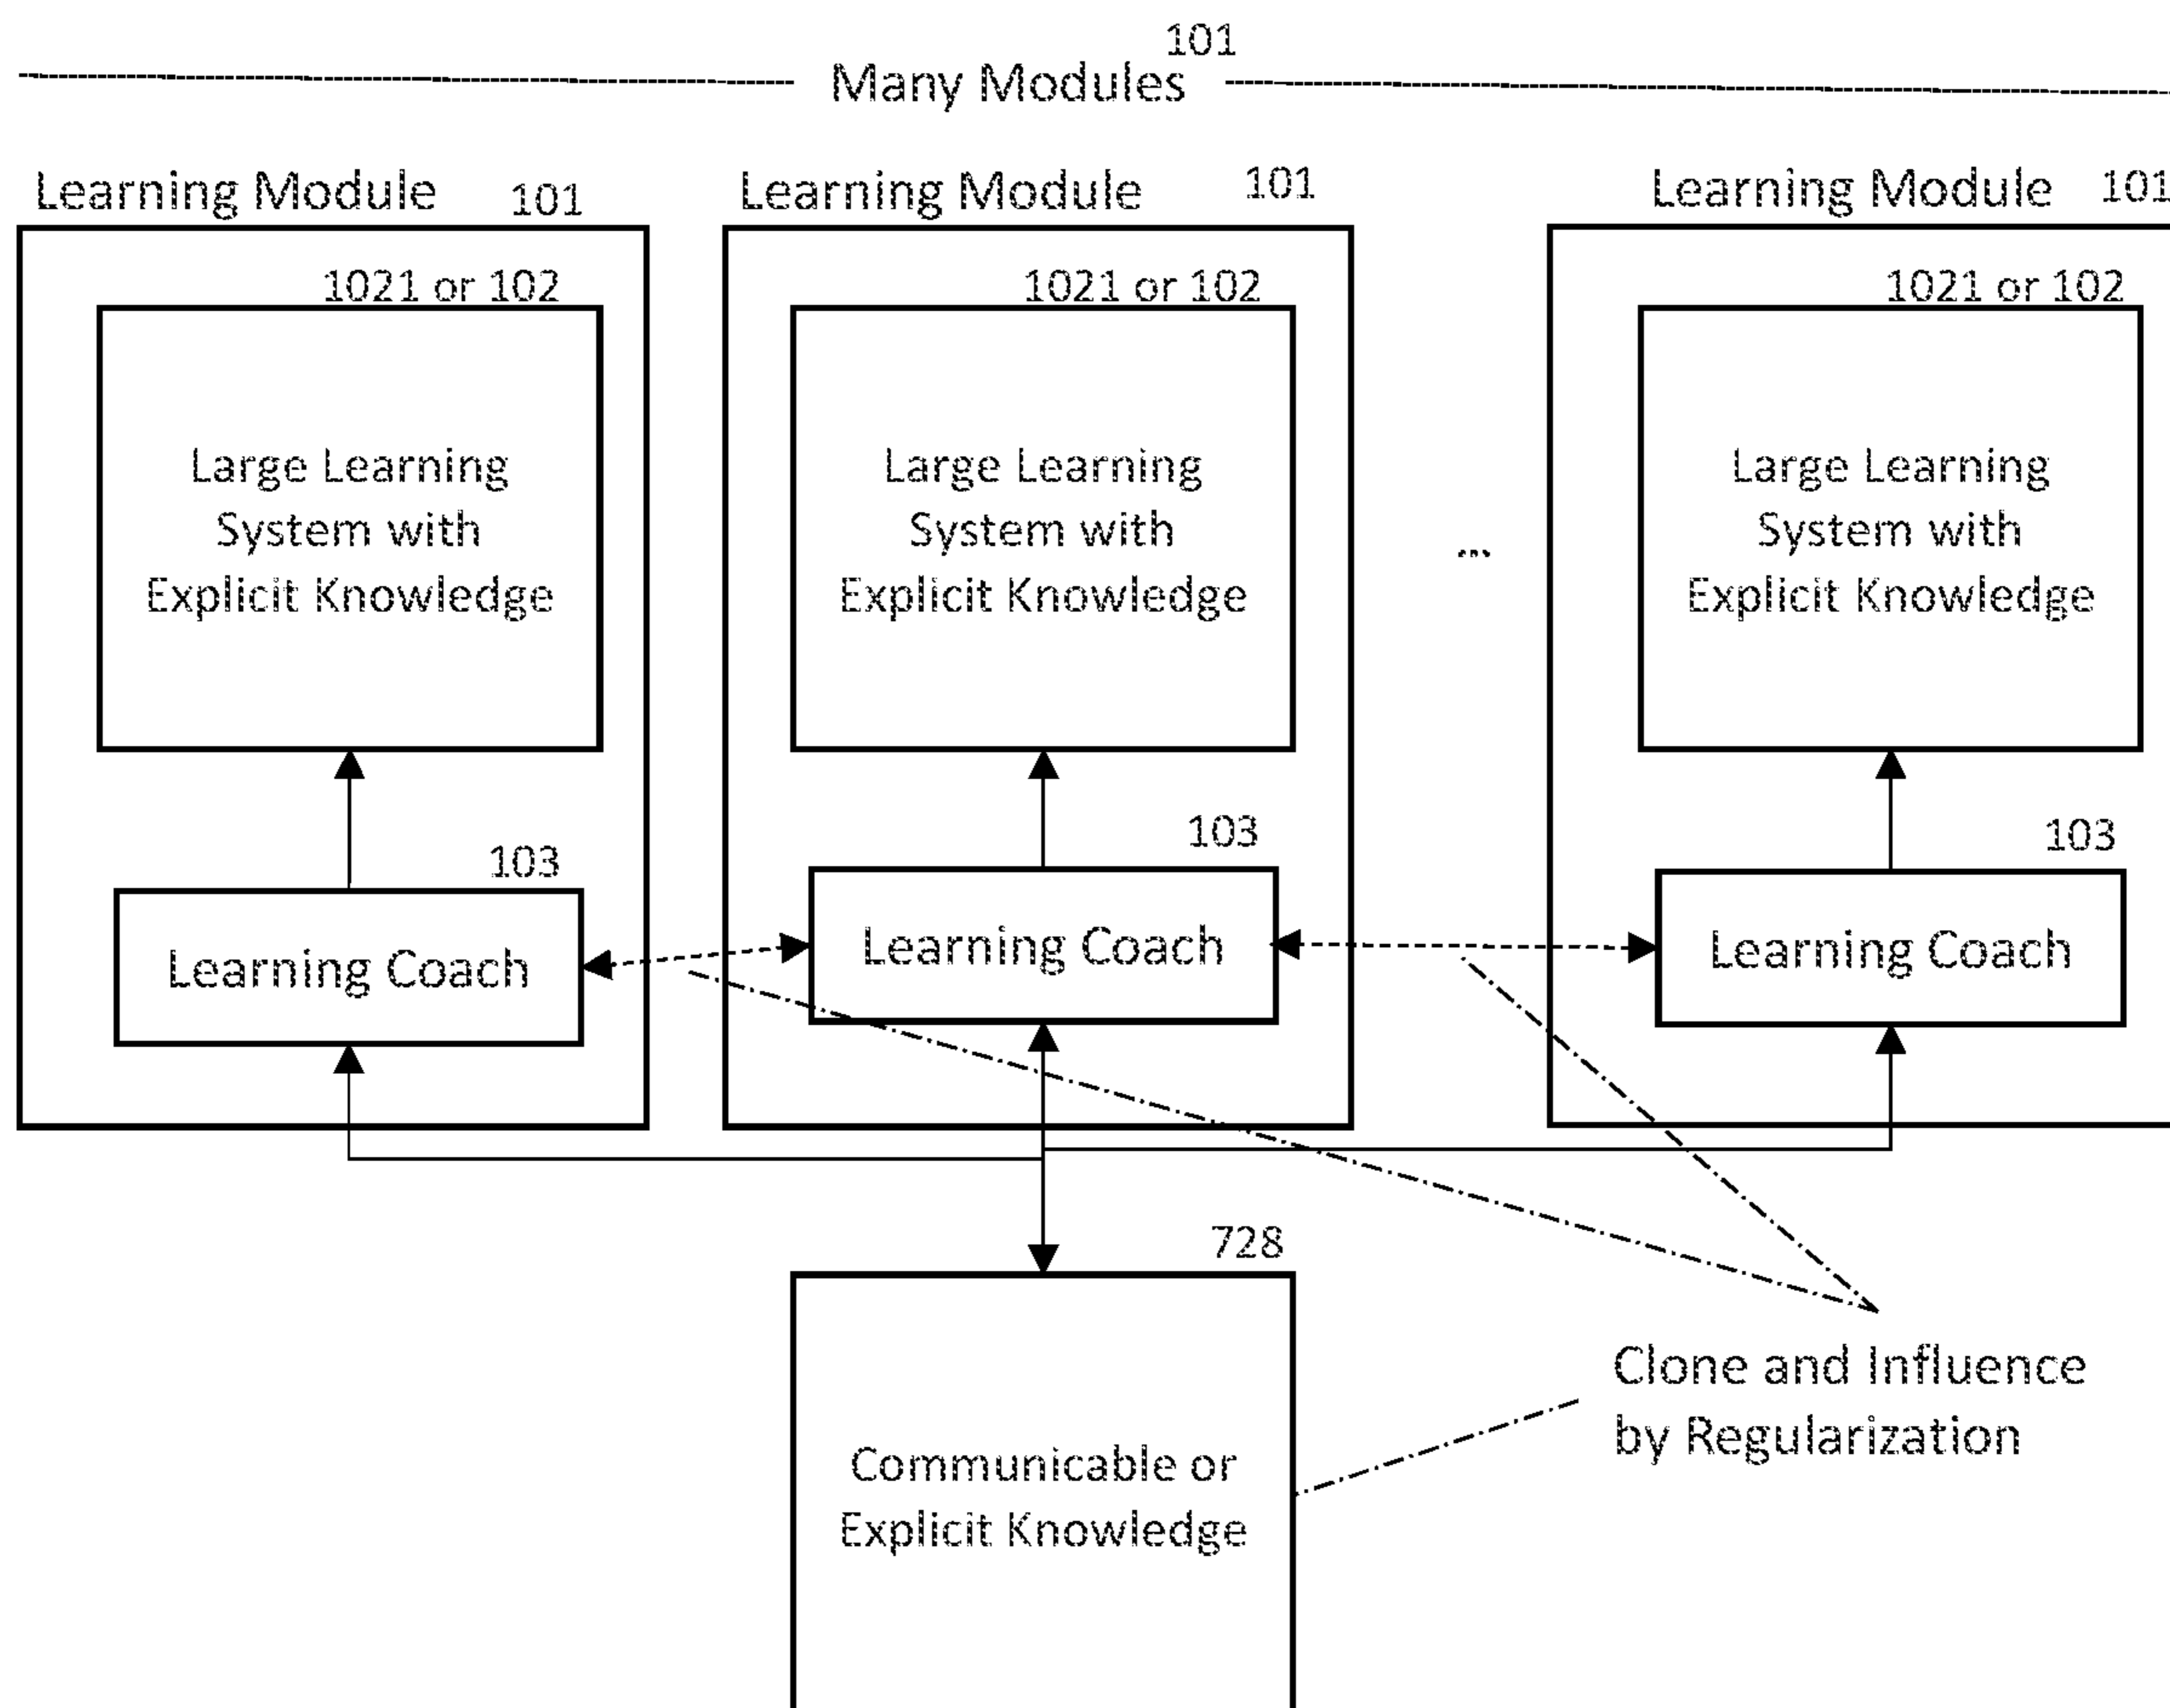 101
Many Modules
Learning Module 101
Learning Module 101
Learning Module 101
1021 or 102
1021 or 102
1021 or 102
Large Learning
System with
Explicit Knowledge
Large Learning
System with
Explicit Knowledge
...
Large Learning
System with
Explicit Knowledge
103
103
103
Learning Coach
Learning Coach
Learning Coach
728
Communicable or
Explicit Knowledge
Clone and Influence
by Regularization